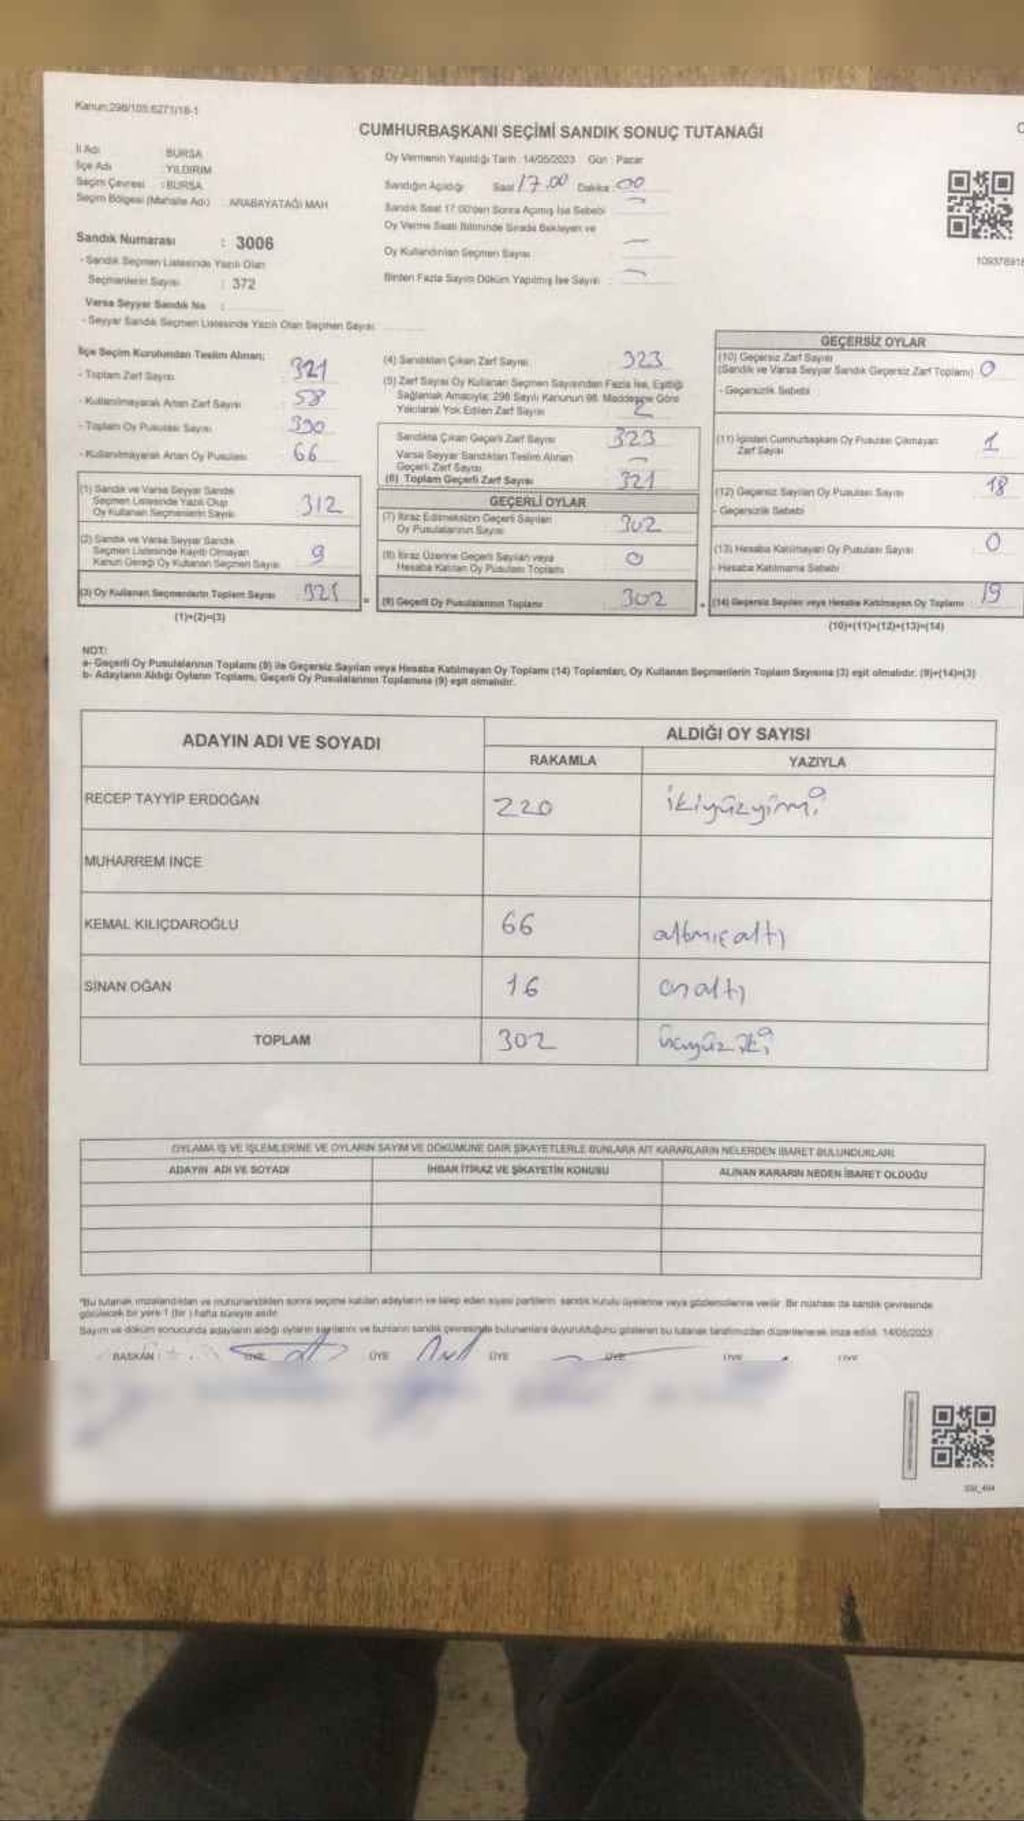 Kanun:298/105.6271/18-1
CUMHURBAŞKANI SEÇİMİ SANDIK SONUÇ TUTANAĞI
İl Adı BURSA
İlçe Adı YILDIRIM
Seçim Çevresi : BURSA
Seçim Bölgesi (Mahalle Adı) : ARABAYATAĞI MAH
Sandık Numarası : 3006
- Sandık Seçmen Listesinde Yazılı Olan
Seçmenlerin Sayısı : 372
Varsa Seyyar Sandık No :
- Seyyar Sandık Seçmen Listesinde Yazılı Olan Seçmen Sayısı
Oy Vermenin Yapıldığı Tarih : 14/05/2023 Gün : Pazar
Sandığın Açıldığı Saat 17.00 Dakika : 00
Sandık Saat 17:00'den Sonra Açılmış İse Sebebi
Oy Verme Saati Bitiminde Sırada Bekleyen ve
Oy Kullandırılan Seçmen Sayısı
Birden Fazla Sayım Döküm Yapılmış İse Sayısı
İlçe Seçim Kurulundan Teslim Alınan;
- Toplam Zarf Sayısı
- Kullanılmayarak Artan Zarf Sayısı 58
- Toplam Oy Pusulası Sayısı 390
- Kullanılmayarak Artan Oy Pusulası 66
(1) Sandık ve Varsa Seyyar Sandık
Seçmen Listesinde Yazılı Olup
Oy Kullanan Seçmenlerin Sayısı 312
(2) Sandık ve Varsa Seyyar Sandık
Seçmen Listesinde Kayıtlı Olmayan
Kanun Gereği Oy Kullanan Seçmen Sayısı 9
(3) Oy Kullanan Seçmenlerin Toplam Sayısı 321
(1)+(2)=(3)
(4) Sandıktan Çıkan Zarf Sayısı 323
(5) Zarf Sayısı Oy Kullanan Seçmen Sayısından Fazla İse, Eşitliği
Sağlamak Amacıyla; 298 Sayılı Kanunun 98. Maddesine Göre
Yakılarak Yok Edilen Zarf Sayısı 2
Sandıkta Çıkan Geçerli Zarf Sayısı 323
Varsa Seyyar Sandıktan Teslim Alınan
Geçerli Zarf Sayısı
(6) Toplam Geçerli Zarf Sayısı 321
GEÇERLİ OYLAR
(7) İtiraz Edilmeksizin Geçerli Sayılan
Oy Pusulalarının Sayısı 302
(8) İtiraz Üzerine Geçerli Sayılan veya
Hesaba Katılan Oy Pusulası Toplamı 0
(9) Geçerli Oy Pusulalarının Toplamı 302
GEÇERSİZ OYLAR
(10) Geçersiz Zarf Sayısı
(Sandık ve Varsa Seyyar Sandık Geçersiz Zarf Toplamı) 0
- Geçersizlik Sebebi
(11) İçinden Cumhurbaşkanı Oy Pusulası Çıkmayan
Zarf Sayısı 1
(12) Geçersiz Sayılan Oy Pusulası Sayısı 18
- Geçersizlik Sebebi
(13) Hesaba Katılmayan Oy Pusulası Sayısı 0
- Hesaba Katılmama Sebebi
(14) Geçersiz Sayılan veya Hesaba Katılmayan Oy Toplamı 19
(10)+(11)+(12)+(13)=(14)
NOT:
a- Geçerli Oy Pusulalarının Toplamı (9) ile Geçersiz Sayılan veya Hesaba Katılmayan Oy Toplamı (14) Toplamları, Oy Kullanan Seçmenlerin Toplam Sayısına (3) eşit olmalıdır. (9)+(14)=(3)
b- Adayların Aldığı Oyların Toplamı, Geçerli Oy Pusulalarının Toplamına (9) eşit olmalıdır.
ADAYIN ADI VE SOYADI ALDIĞI OY SAYISI
RAKAMLA YAZIYLA
RECEP TAYYİP ERDOĞAN 220 ikiyüzyirmi
MUHARREM İNCE
KEMAL KILIÇDAROĞLU 66 altmışaltı
SİNAN OĞAN 16 onaltı
TOPLAM 302 üçyüziki
OYLAMA İŞ VE İŞLEMLERİNE VE OYLARIN SAYIM VE DÖKÜMÜNE DAİR ŞİKAYETLERLE BUNLARA AİT KARARLARIN NELERDEN İBARET BULUNDUKLARI
ADAYIN ADI VE SOYADI İHBAR İTİRAZ VE ŞİKAYETİN KONUSU ALINAN KARARIN NEDEN İBARET OLDUĞU
"Bu tutanak imzalandıktan ve mühürlendikten sonra seçime katılan adayların ve talep eden siyasi partilerin sandık kurulu üyelerine veya gözlemcilerine verilir. Bir nüshası da sandık çevresinde
görülecek bir yere 1 (bir ) hafta süreyle asılır.
Sayım ve döküm sonucunda adayların aldığı oyların sayılarını ve bunların sandık çevresinde bulunanlara duyurulduğunu gösteren bu tutanak tarafımızdan düzenlenerek imza edildi. 14/05/2023
BAŞKAN ÜYE ÜYE ÜYE ÜYE ÜYE ÜYE